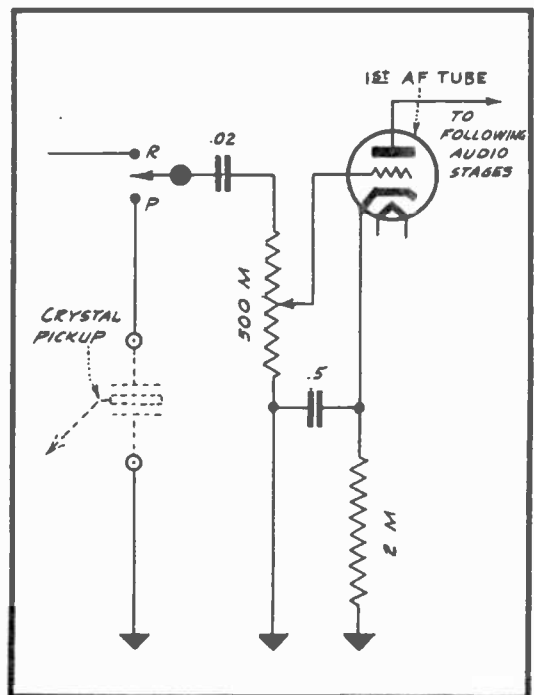 1ST AF TUBE
TO
FOLLOWING
AUDIO
STAGES
.02
R
P
500 M
CRYSTAL
PICKUP
.5
2 M